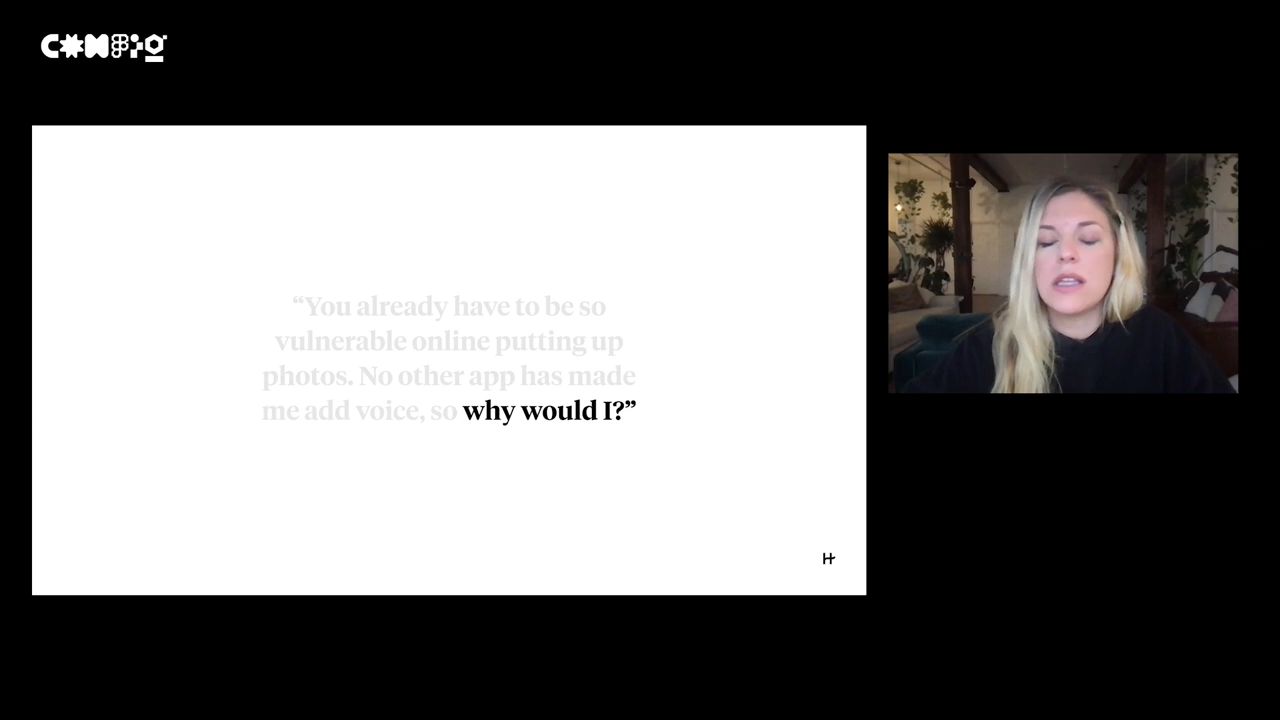 CONFIG
“You already have to be so
vulnerable online putting up
photos. No other app has made
me add voice, so why would I?”
H